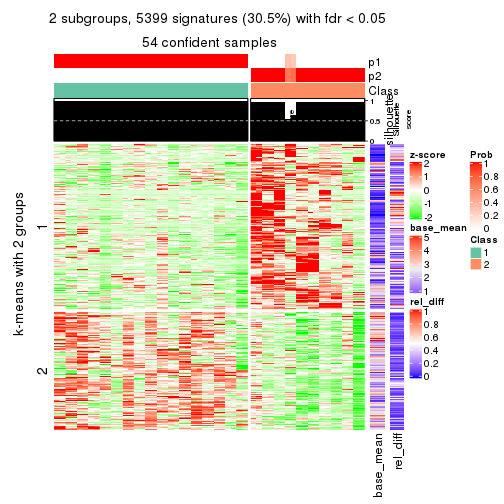 2 subgroups, 5399 signatures (30.5%) with fdr < 0.05
54 confident samples
p1
p2
Class
silhouette
Silhouette
score
1
0.5
0
k-means with 2 groups
1
2
base_mean
rel_diff
z-score
2
1
0
-1
-2
Prob
1
0.8
0.6
0.4
0.2
0
base_mean
5
4
3
2
1
Class
1
2
rel_diff
1
0.8
0.6
0.4
0.2
0